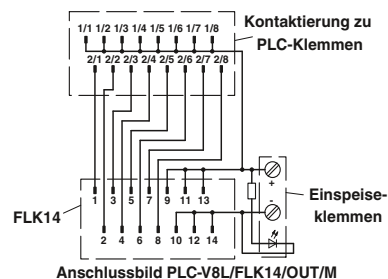 Kontaktierung zu
PLC-Klemmen
1/1 1/2 1/3 1/4 1/5 1/6 1/7 1/8
2/1 2/2 2/3 2/4 2/5 2/6 2/7 2/8
1 3 5 7 9 11 13
+
-
FLK14
Einspeise-
klemmen
2 4 6 8 10 12 14
Anschlussbild PLC-V8L/FLK14/OUT/M